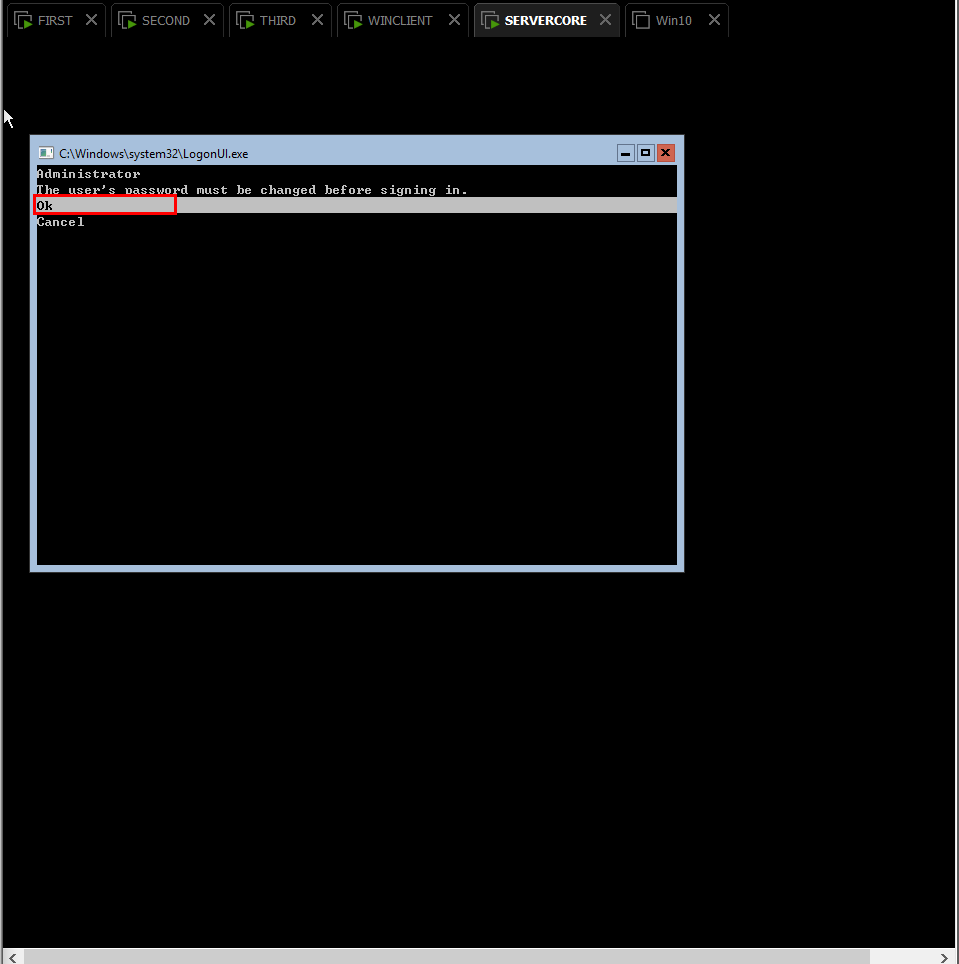 FIRST SECOND THIRD WINCLIENT SERVERCORE Win10
C:\Windows\system32\LogonUI.exe
Administrator
The user's password must be changed before signing in.
Ok
Cancel